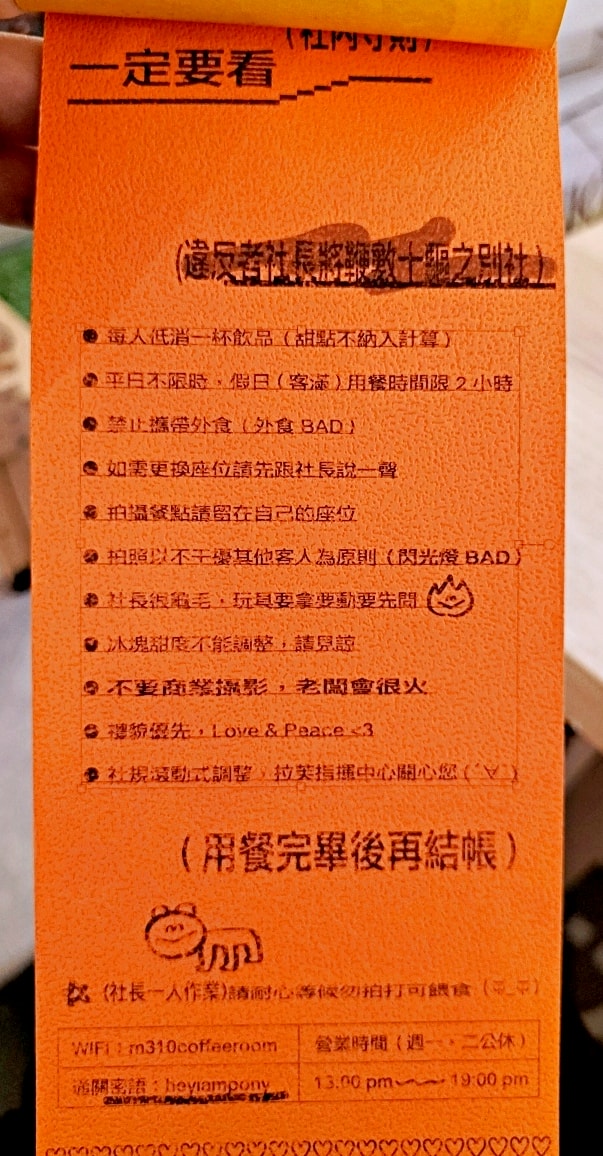 (社內守則)
一定要看
(違反者社長將鞭數十驅之別社)
每人低消一杯飲品(甜點不納入計算)
平日不限時,假日(客滿)用餐時間限2小時
禁止攜帶外食(外食BAD)
如需更換座位請先跟社長說一聲
拍攝餐點請留在自己的座位
拍照以不干擾其他客人為原則(閃光燈BAD)
社長很龜毛,玩具要拿要動要先問
冰塊甜度不能調整,請見諒
不要商業攝影,老闆會很火
禮貌優先,Love & Peace <3
社規滾動式調整,拉芙指揮中心關心您(´∀`)
(用餐完畢後再結帳)
(社長一人作業)請耐心等候勿拍打可餵食
WIFI:m310coffeeroom
營業時間(週一、二公休)
通關密語:heyiampony
13:00 pm~~19:00 pm